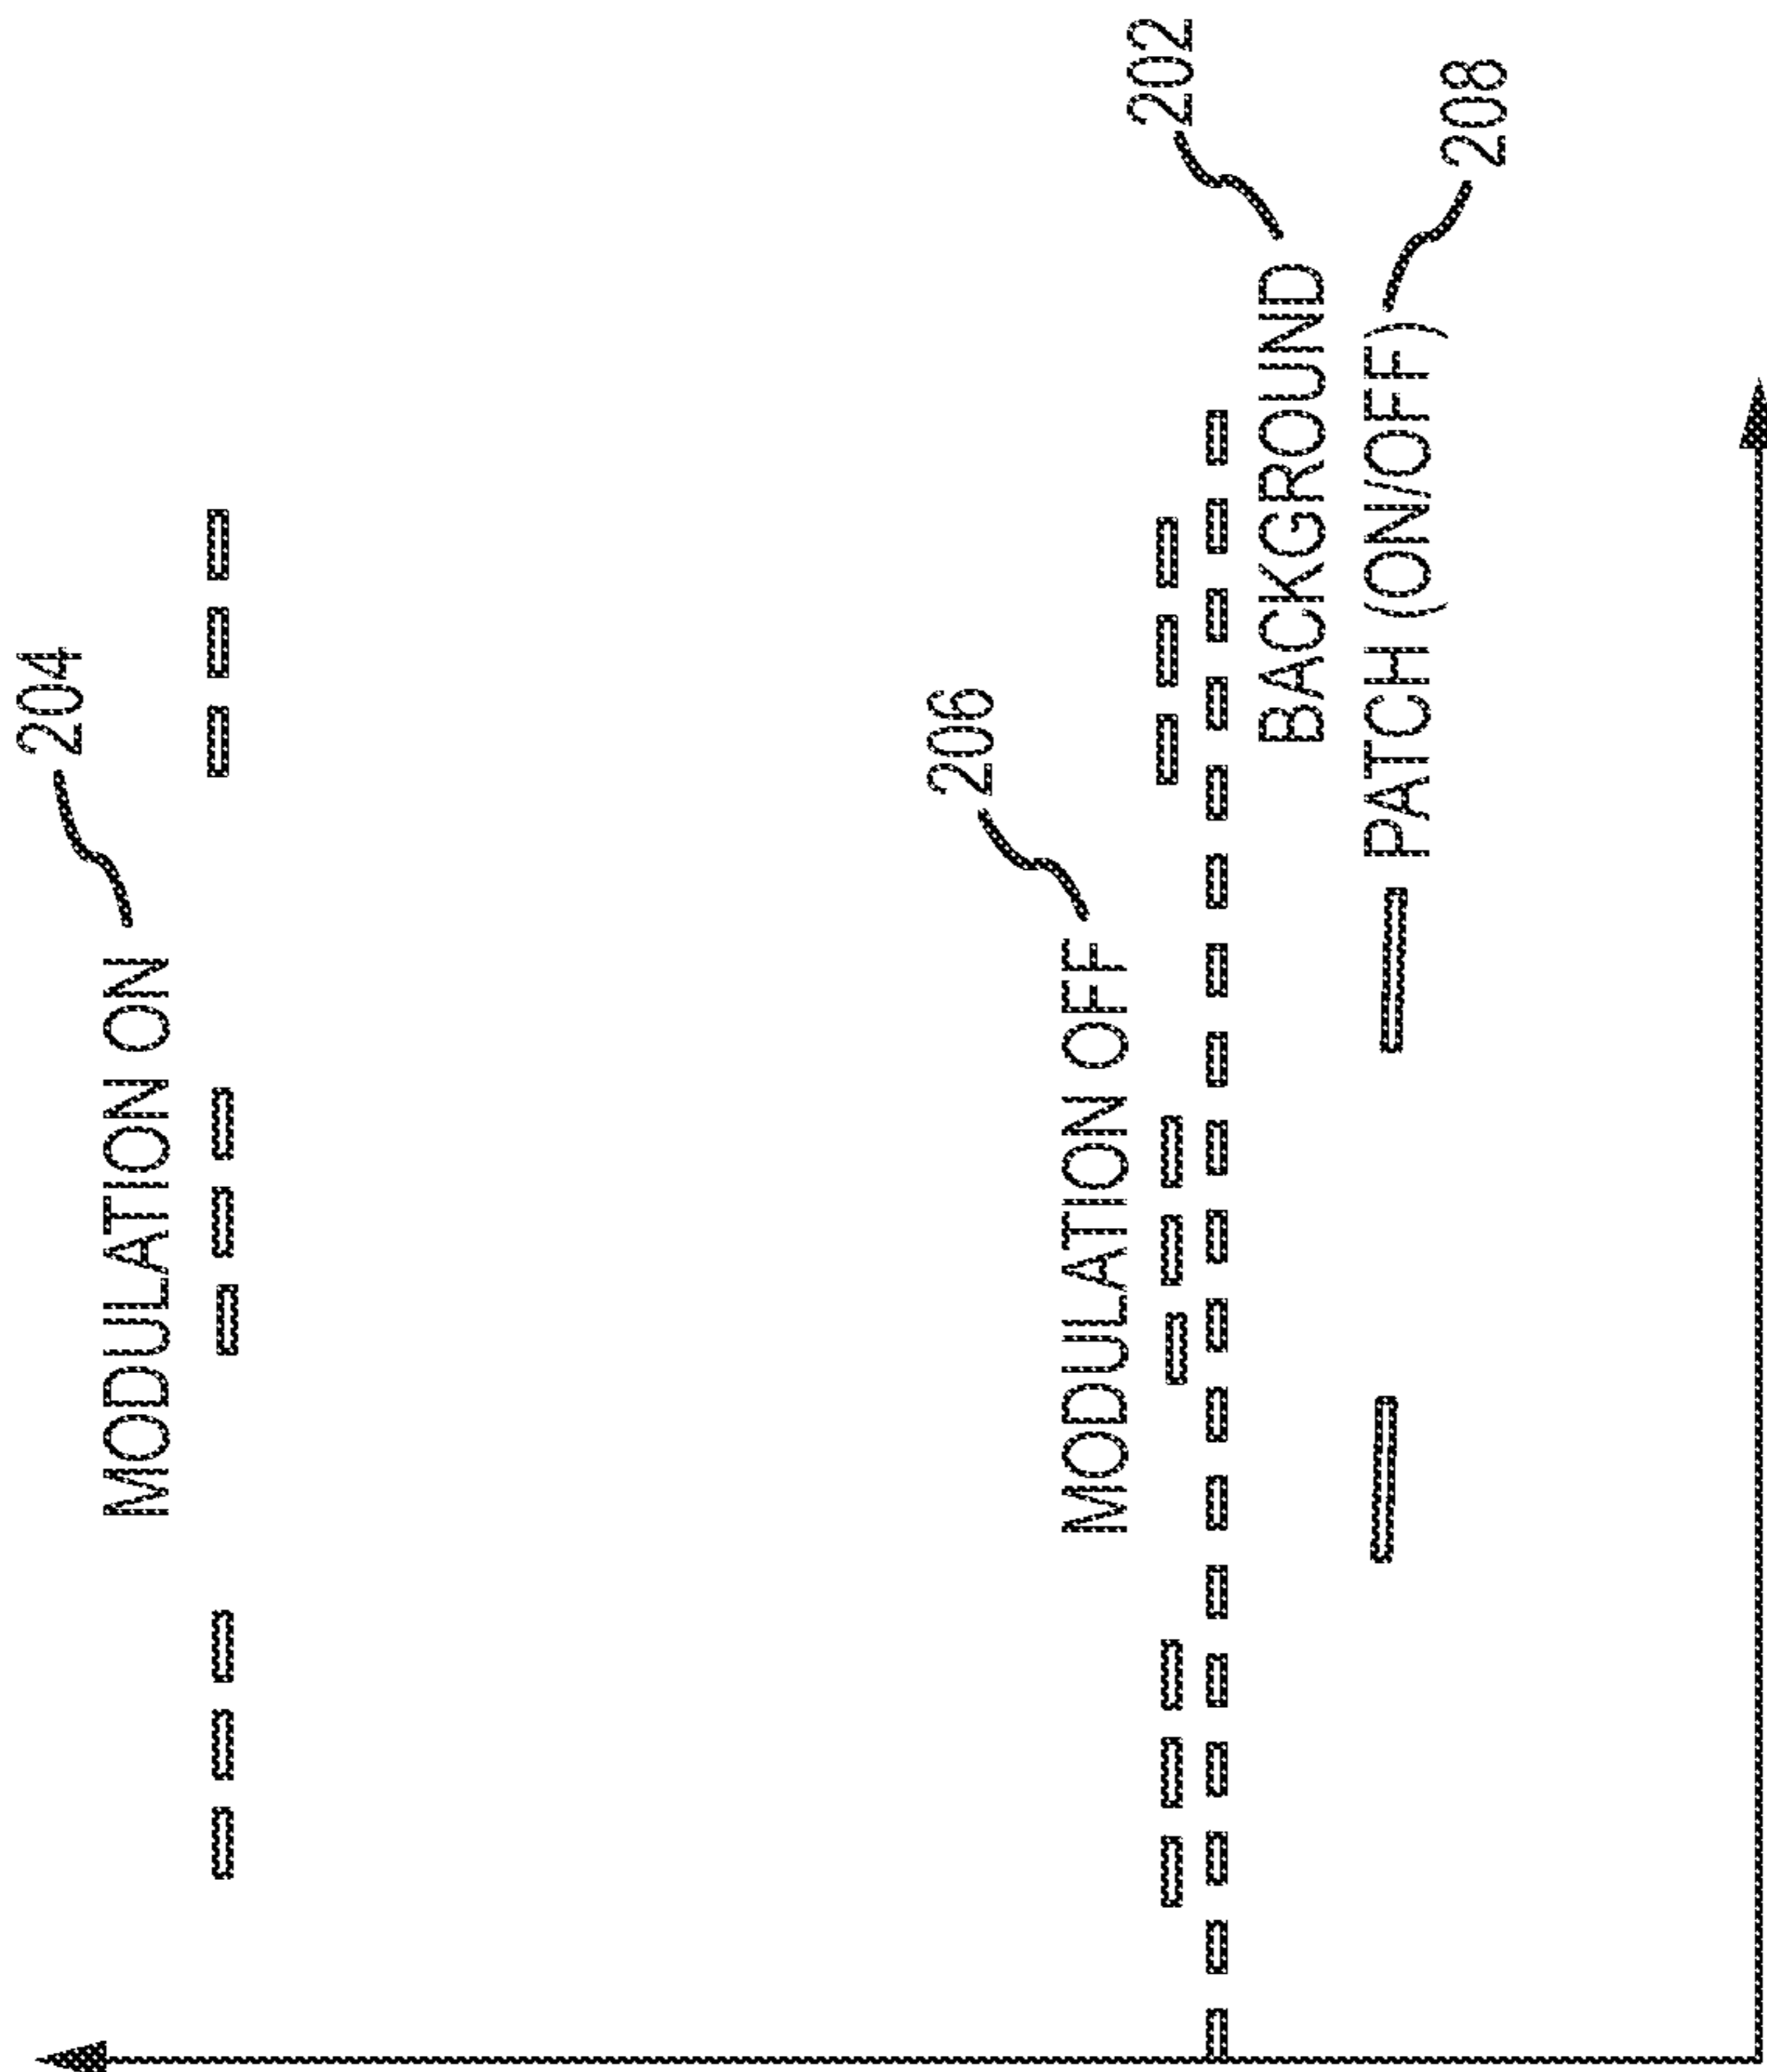 204
MODULATION ON
206
MODULATION OFF
202
BACKGROUND
PATCH (ON/OFF)
208